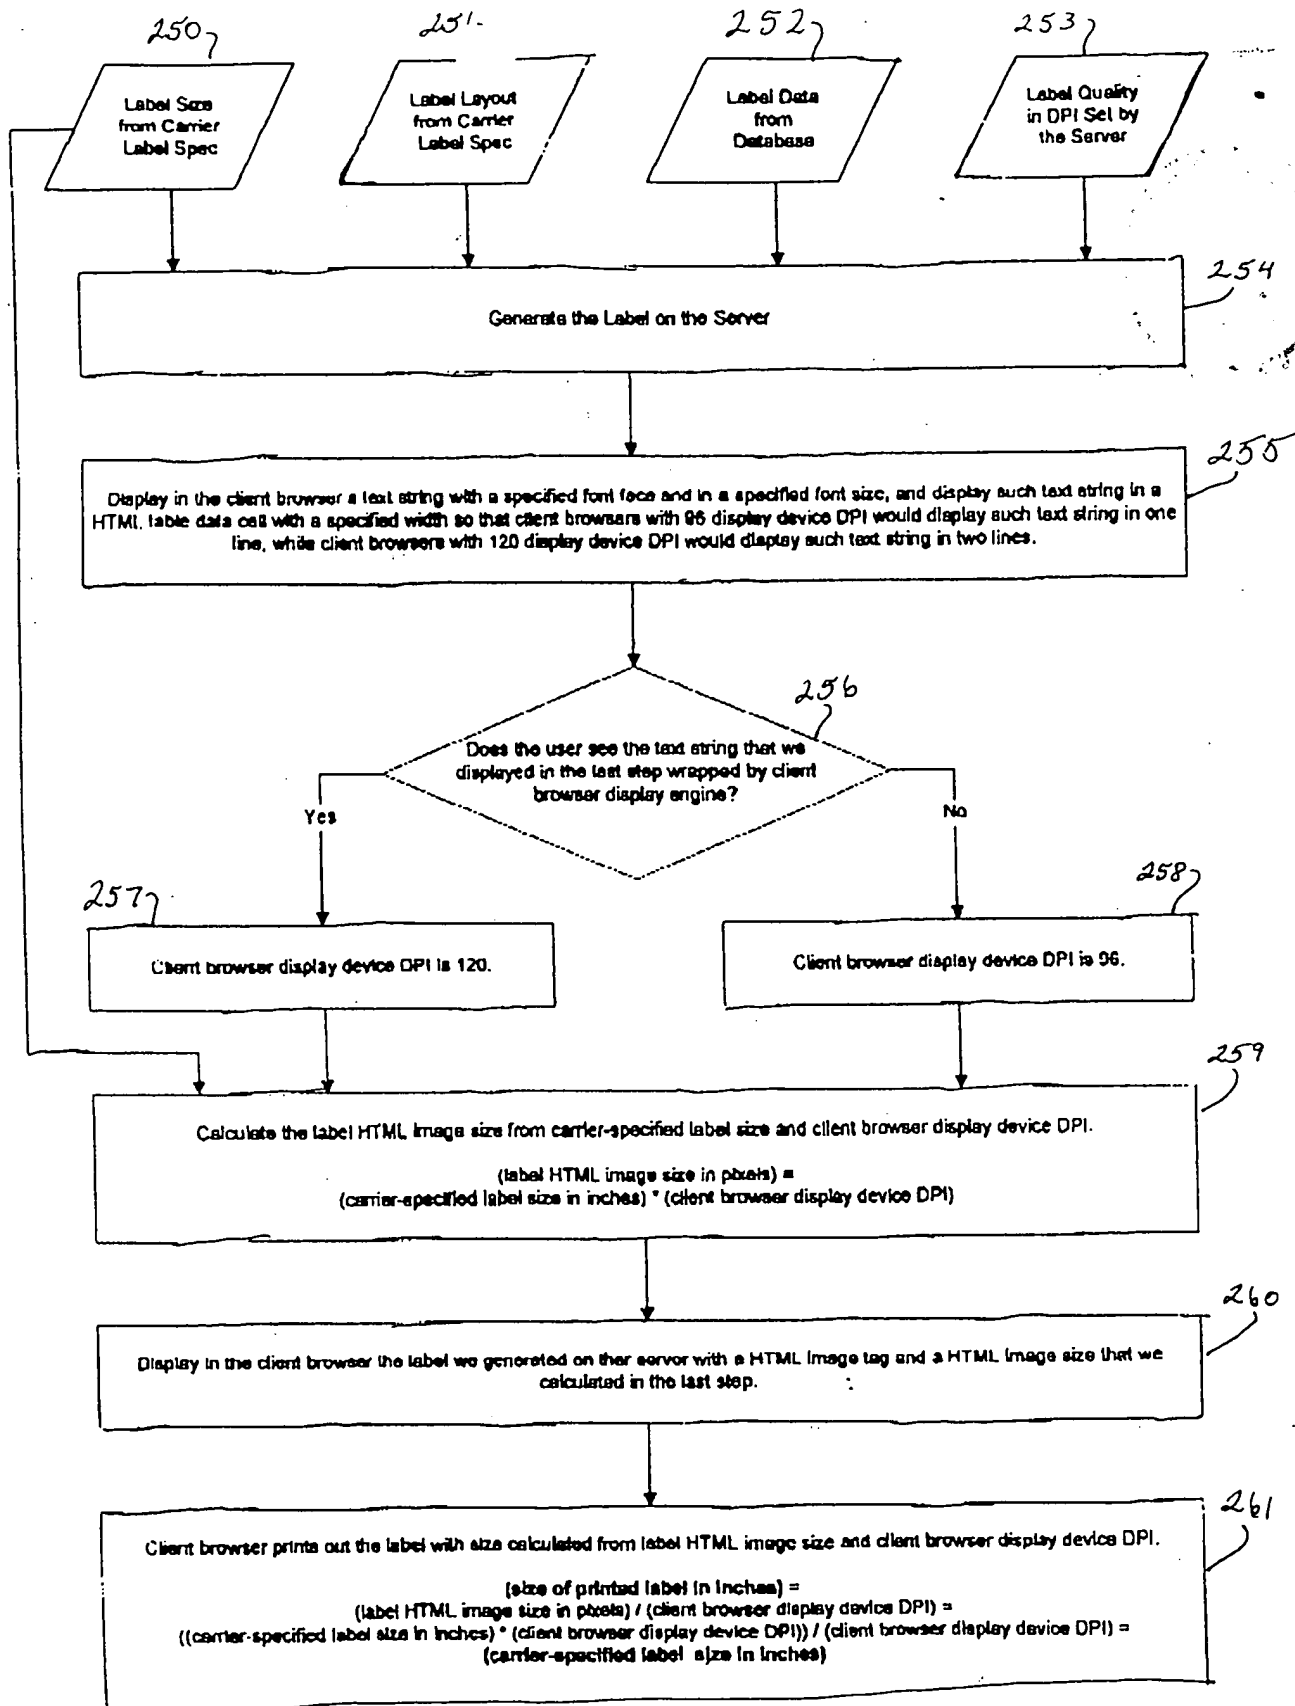 250
251
252
253
Label Size
from Carrier
Label Spec
Label Layout
from Carrier
Label Spec
Label Data
from
Database
Label Quality
in DPI Set by
the Server
254
Generate the Label on the Server
255
Display in the client browser a text string with a specified font face and in a specified font size, and display such text string in a
HTML table data cell with a specified width so that client browsers with 96 display device DPI would display such text string in one
line, while client browsers with 120 display device DPI would display such text string in two lines.
256
Does the user see the text string that we
displayed in the last step wrapped by client
browser display engine?
Yes
No
257
258
Client browser display device DPI is 120.
Client browser display device DPI is 96.
259
Calculate the label HTML image size from carrier-specified label size and client browser display device DPI.
(label HTML image size in pixels) =
(carrier-specified label size in inches) * (client browser display device DPI)
260
Display in the client browser the label we generated on ther server with a HTML image tag and a HTML image size that we
calculated in the last step.
261
Client browser prints out the label with size calculated from label HTML image size and client browser display device DPI.
(size of printed label in inches) =
(label HTML image size in pixels) / (client browser display device DPI) =
((carrier-specified label size in inches) * (client browser display device DPI)) / (client browser display device DPI) =
(carrier-specified label size in inches)